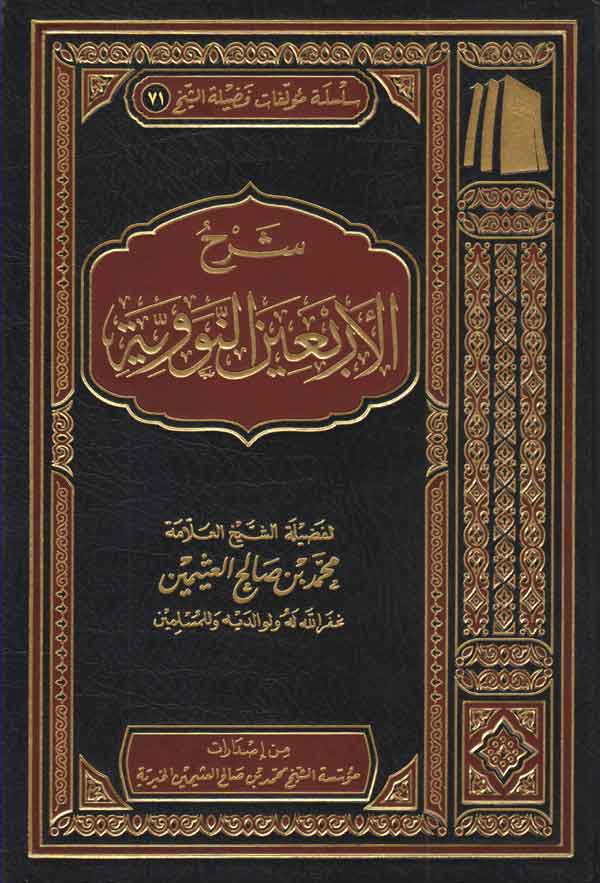 سلسلة مؤلفات فضيلة الشيخ ٧١
شرح
الأربعين النووية
لفضيلة الشيخ العلامة
محمد بن صالح العثيمين
غفر الله له ولوالديه وللمسلمين
من إصدارات
مؤسسة الشيخ محمد بن صالح العثيمين الخيرية